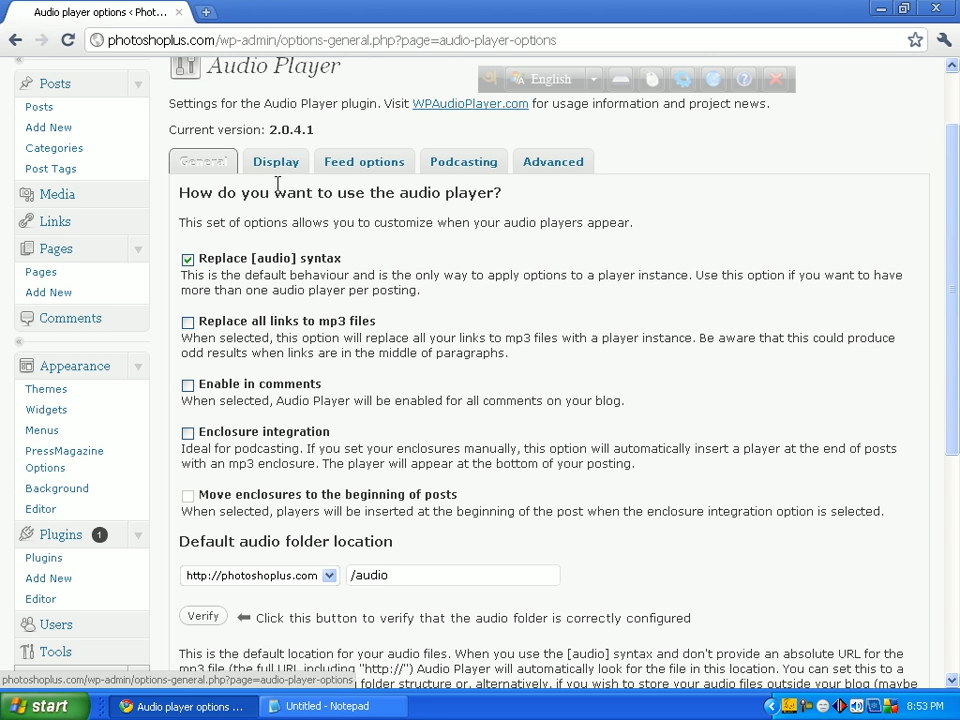 Audio player options ‹ Phot...
photoshoplus.com/wp-admin/options-general.php?page=audio-player-options
Posts
Posts
Add New
Categories
Post Tags
Media
Links
Pages
Pages
Add New
Comments
Appearance
Themes
Widgets
Menus
PressMagazine
Options
Background
Editor
Plugins 1
Plugins
Add New
Editor
Users
Tools
Audio Player
English
Settings for the Audio Player plugin. Visit WPAudioPlayer.com for usage information and project news.
Current version: 2.0.4.1
General Display Feed options Podcasting Advanced
How do you want to use the audio player?
This set of options allows you to customize when your audio players appear.
Replace [audio] syntax
This is the default behaviour and is the only way to apply options to a player instance. Use this option if you want to have
more than one audio player per posting.
Replace all links to mp3 files
When selected, this option will replace all your links to mp3 files with a player instance. Be aware that this could produce
odd results when links are in the middle of paragraphs.
Enable in comments
When selected, Audio Player will be enabled for all comments on your blog.
Enclosure integration
Ideal for podcasting. If you set your enclosures manually, this option will automatically insert a player at the end of posts
with an mp3 enclosure. The player will appear at the bottom of your posting.
Move enclosures to the beginning of posts
When selected, players will be inserted at the beginning of the post when the enclosure integration option is selected.
Default audio folder location
http://photoshoplus.com /audio
Verify Click this button to verify that the audio folder is correctly configured
This is the default location for your audio files. When you use the [audio] syntax and don't provide an absolute URL for the
mp3 file (the full URL including "http://") Audio Player will automatically look for the file in this location. You can set this to a
folder structure or, alternatively, if you wish to store your audio files outside your blog (maybe
photoshoplus.com/wp-admin/options-general.php?page=audio-player-options
start Audio player options ... Untitled - Notepad 8:53 PM